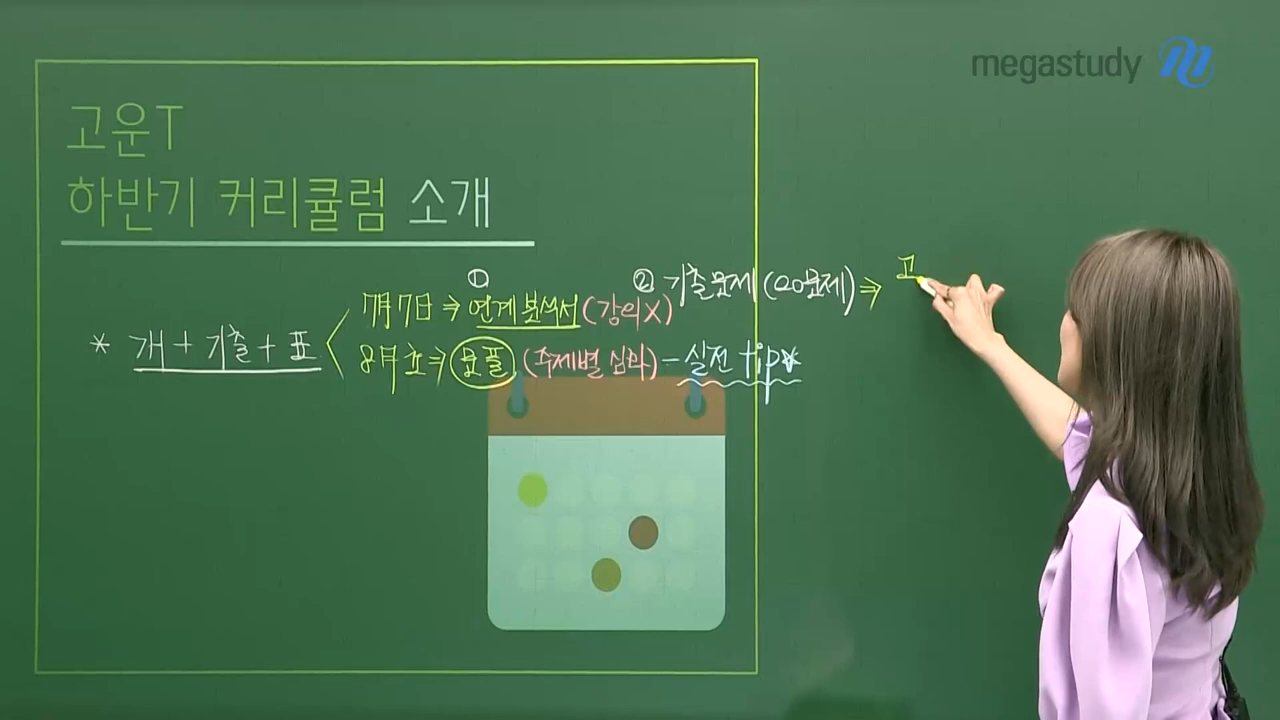 megastudy
고운T
하반기 커리큘럼 소개
① ② 기출문제 (20문제) ⇒ 고
7月 7日 ⇒ 연계 분석서 (강의X)
* 개 + 기출 + 표
8月 초 ⇒ 문풀 (주제별 심화) - 실전 tip*